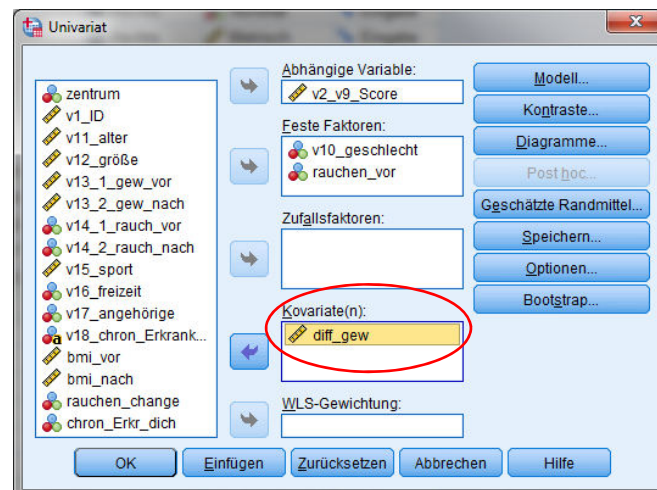 Univariat
zentrum
v1_ID
v11_alter
v12_größe
v13_1_gew_vor
v13_2_gew_nach
v14_1_rauch_vor
v14_2_rauch_nach
v15_sport
v16_freizeit
v17_angehörige
v18_chron_Erkrank...
bmi_vor
bmi_nach
rauchen_change
chron_Erkr_dich
Abhängige Variable:
v2_v9_Score
Feste Faktoren:
v10_geschlecht
rauchen_vor
Zufallsfaktoren:
Kovariate(n):
diff_gew
WLS-Gewichtung:
Modell...
Kontraste...
Diagramme...
Post hoc...
Geschätzte Randmittel...
Speichern...
Optionen...
Bootstrap...
OK
Einfügen
Zurücksetzen
Abbrechen
Hilfe